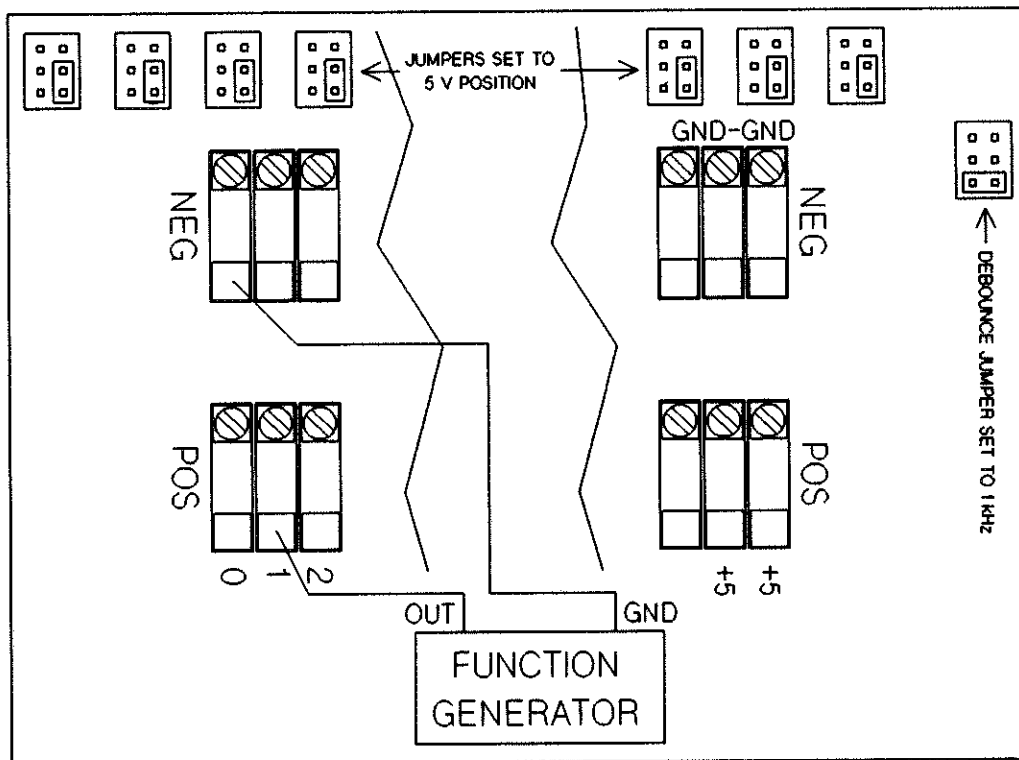 JUMPERS SET TO
5 V POSITION
GND-GND
NEG
NEG
DEBOUNCE JUMPER SET TO 1 kHz
POS
POS
0
1
2
+5
+5
OUT
GND
FUNCTION
GENERATOR